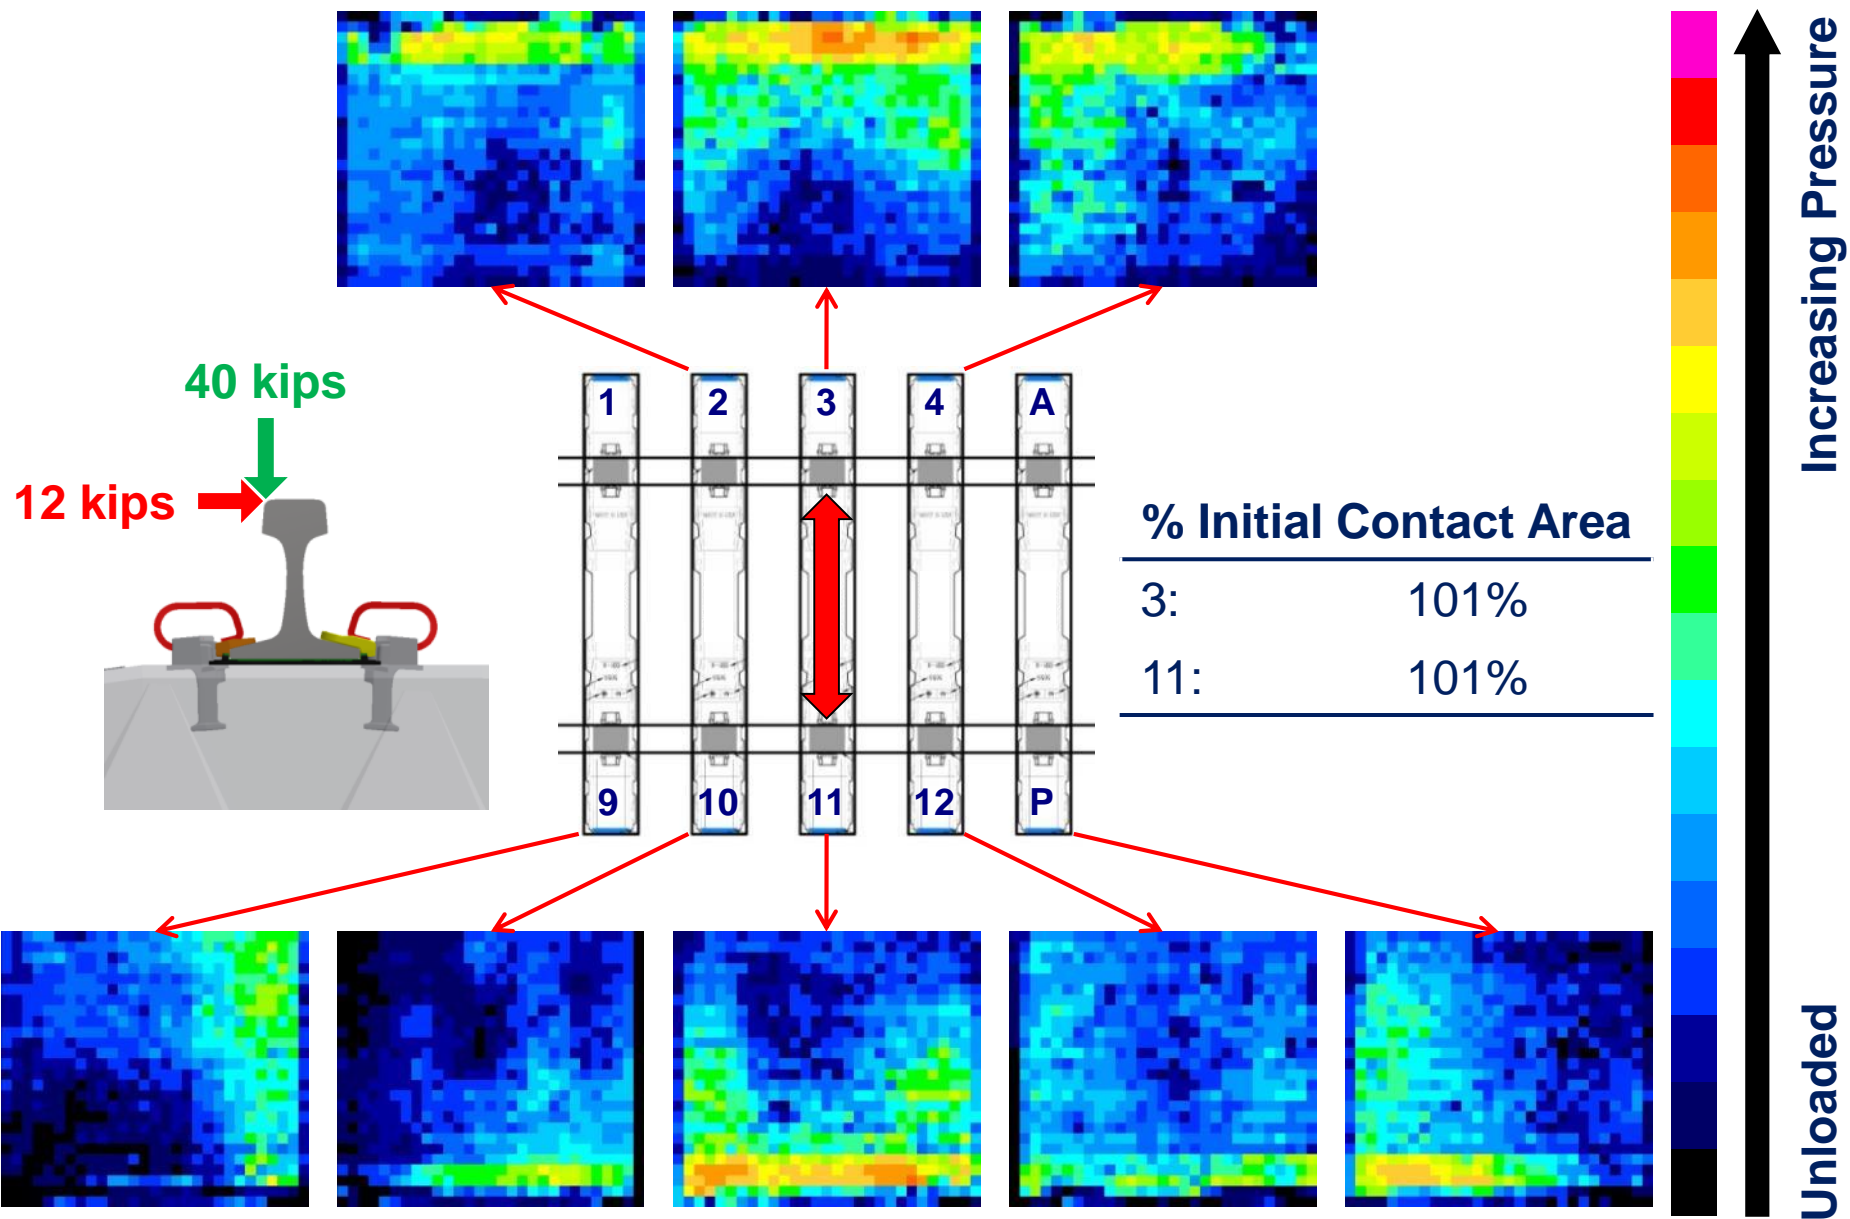 40 kips
12 kips
1 2 3 4 A
9 10 11 12 P
% Initial Contact Area
3: 101%
11: 101%
Increasing Pressure
Unloaded